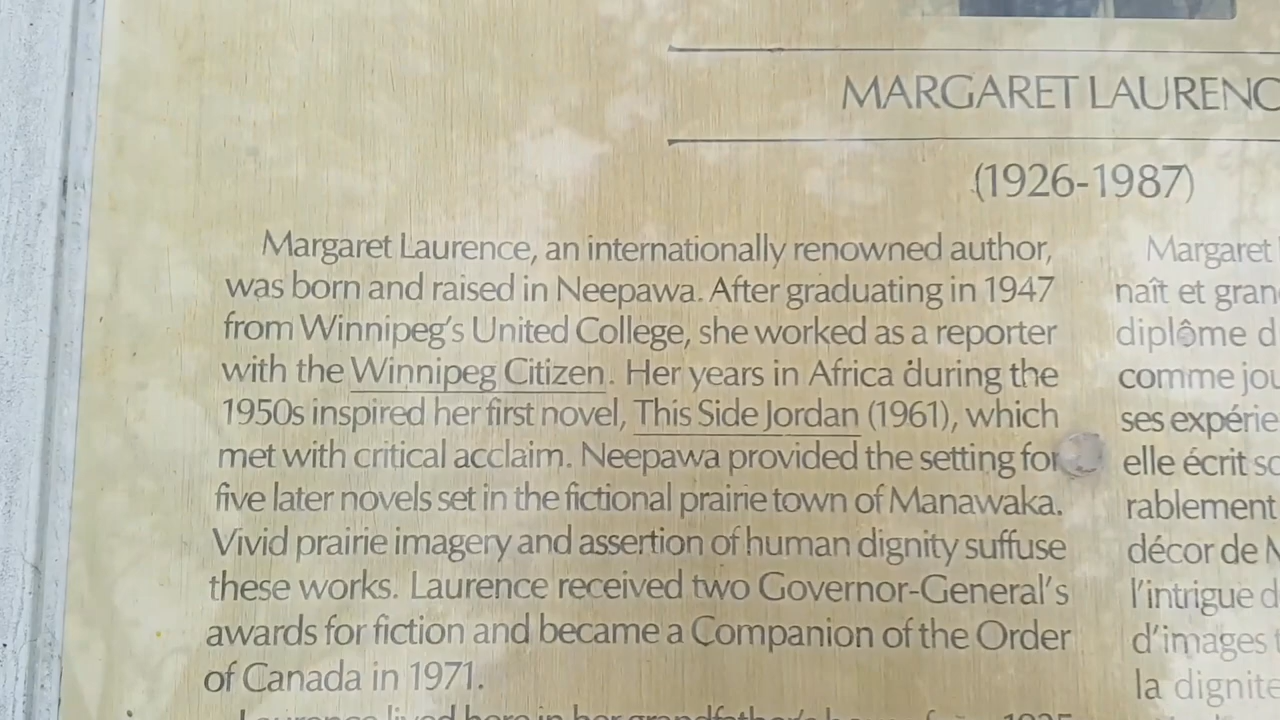 MARGARET LAURENC
(1926-1987)
Margaret Laurence, an internationally renowned author,
was born and raised in Neepawa. After graduating in 1947
from Winnipeg's United College, she worked as a reporter
with the Winnipeg Citizen. Her years in Africa during the
1950s inspired her first novel, This Side Jordan (1961), which
met with critical acclaim. Neepawa provided the setting for
five later novels set in the fictional prairie town of Manawaka.
Vivid prairie imagery and assertion of human dignity suffuse
these works. Laurence received two Governor-General's
awards for fiction and became a Companion of the Order
of Canada in 1971.
Laurence lived here in her grandfather's
Margaret
naît et gran
diplôme d
comme jou
ses expérie
elle écrit so
rablement
décor de
l'intrigue d
d'images
la dignite